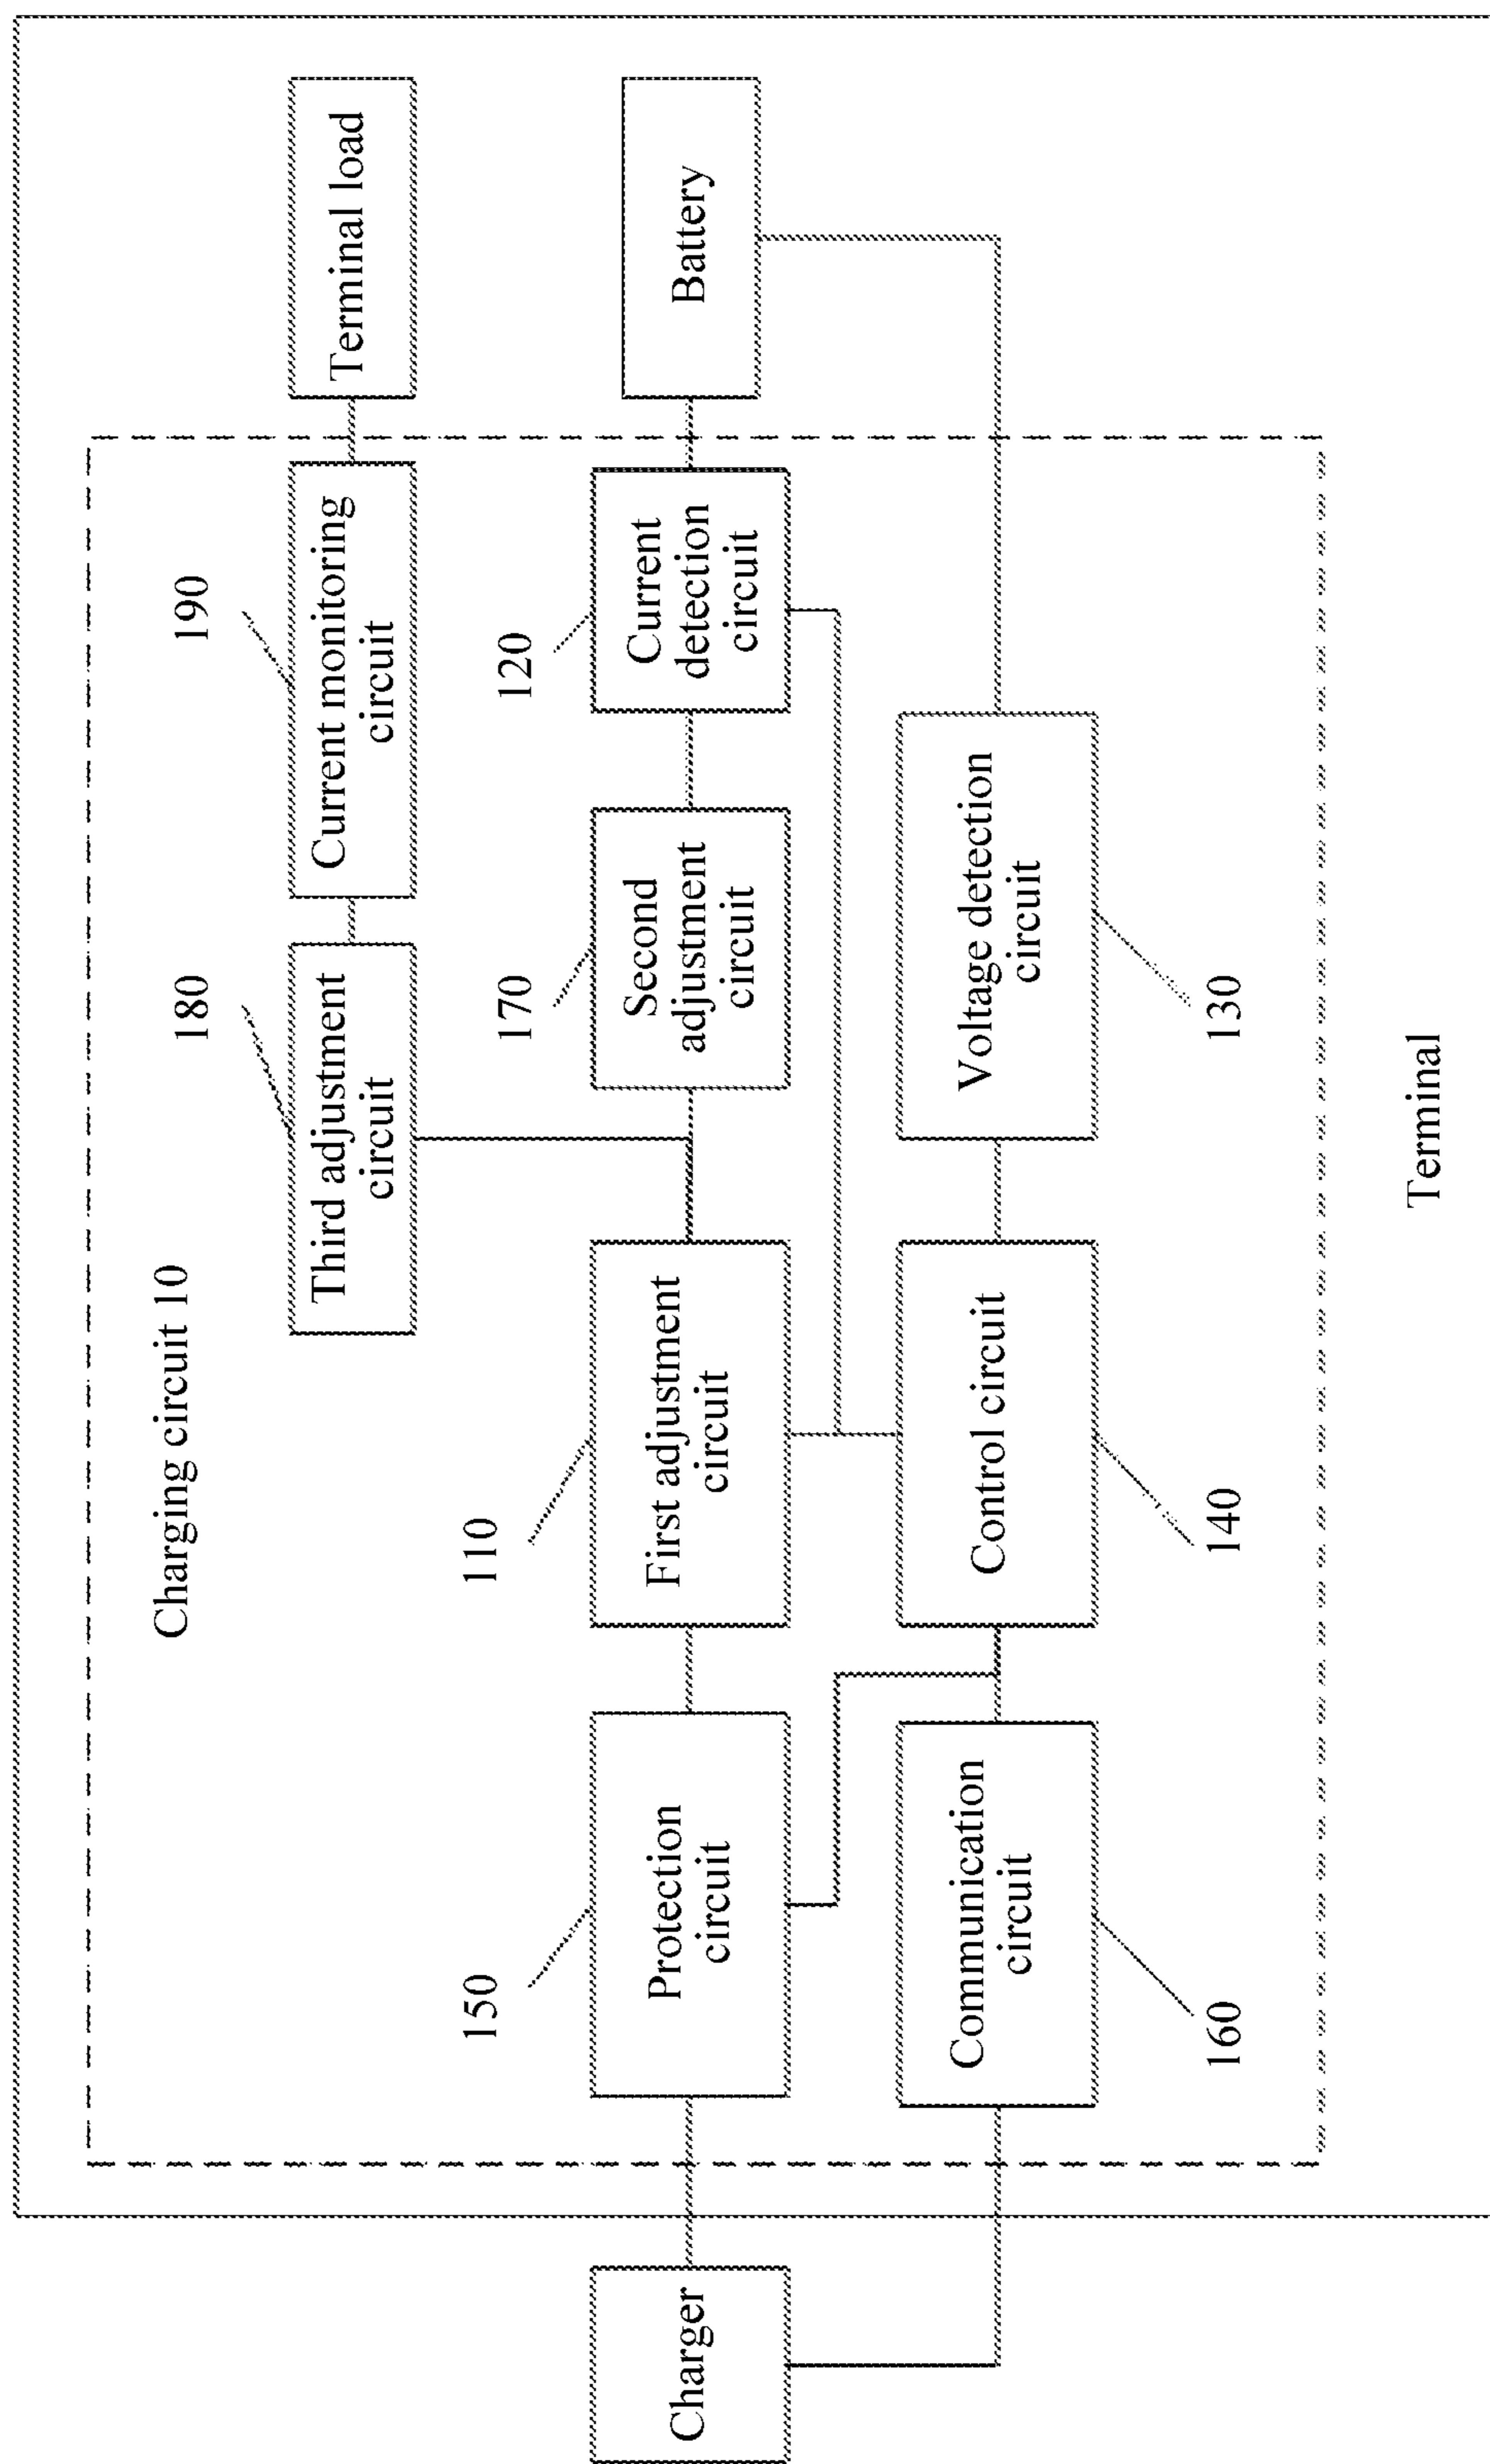 Charging circuit 10
180
190
Third adjustment
circuit
Current monitoring
circuit
Terminal load
150
110
170
120
Charger
Protection
circuit
First adjustment
circuit
Second
adjustment
circuit
Current
detection
circuit
Battery
Communication
circuit
Control circuit
Voltage detection
circuit
160
140
130
Terminal